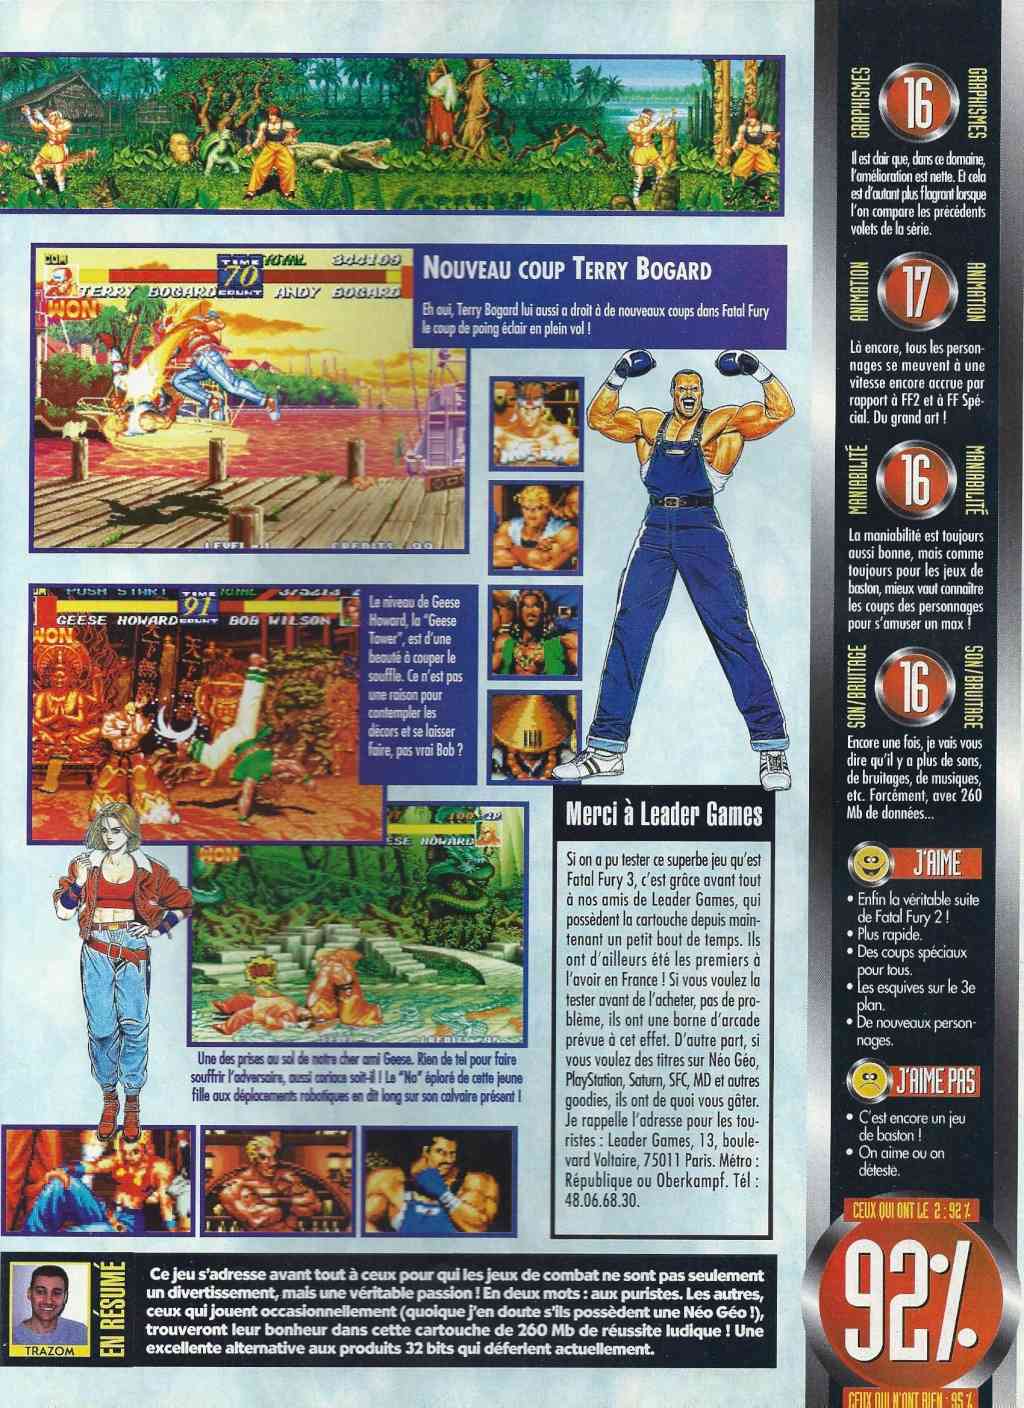 COM
TIME
344109
70
COUNT
TERRY BOGARD
ANDY BOGARD
WON
LEVEL-4
CREDITS 99
NOUVEAU COUP TERRY BOGARD
Eh oui, Terry Bogard lui aussi a droit à de nouveaux coups dans Fatal Fury
le coup de poing éclair en plein vol !
PUSH START
TIME
91
COUNT
GEESE HOWARD
BOB WILSON
WON
Le niveau de Geese
Howard, la "Geese
Tower", est d'une
beauté à couper le
souffle. Ce n'est pas
une raison pour
contempler les
décors et se laisser
faire, pas vrai Bob ?
100
2P
ESE HOWARD
WON
Une des prises au sol de notre cher ami Geese. Rien de tel pour faire
souffrir l'adversaire, aussi coriace soit-il ! Le "No" éploré de cette jeune
fille aux déplacements robotiques en dit long sur son calvaire présent !
Merci à Leader Games
Si on a pu tester ce superbe jeu qu'est
Fatal Fury 3, c'est grâce avant tout
à nos amis de Leader Games, qui
possèdent la cartouche depuis main-
tenant un petit bout de temps. Ils
ont d'ailleurs été les premiers à
l'avoir en France ! Si vous voulez la
tester avant de l'acheter, pas de pro-
blème, ils ont une borne d'arcade
prévue à cet effet. D'autre part, si
vous voulez des titres sur Néo Géo,
PlayStation, Saturn, SFC, MD et autres
goodies, ils ont de quoi vous gâter.
Je rappelle l'adresse pour les tou-
ristes : Leader Games, 13, boule-
vard Voltaire, 75011 Paris. Métro :
République ou Oberkampf. Tél :
48.06.68.30.
TRAZOM
EN RÉSUMÉ
Ce jeu s'adresse avant tout à ceux pour qui les jeux de combat ne sont pas seulement
un divertissement, mais une véritable passion ! En deux mots : aux puristes. Les autres,
ceux qui jouent occasionnellement (quoique j'en doute s'ils possèdent une Néo Géo !),
trouveront leur bonheur dans cette cartouche de 260 Mb de réussite ludique ! Une
excellente alternative aux produits 32 bits qui déferlent actuellement.
GRAPHISMES
16
GRAPHISMES
Il est clair que, dans ce domaine,
l'amélioration est nette. Et cela
est d'autant plus flagrant lorsque
l'on compare les précédents
volets de la série.
ANIMATION
17
ANIMATION
Là encore, tous les person-
nages se meuvent à une
vitesse encore accrue par
rapport à FF2 et à FF Spé-
cial. Du grand art !
MANIABILITÉ
16
MANIABILITÉ
La maniabilité est toujours
aussi bonne, mais comme
toujours pour les jeux de
baston, mieux vaut connaître
les coups des personnages
pour s'amuser un max !
SON/BRUITAGE
16
SON/BRUITAGE
Encore une fois, je vais vous
dire qu'il y a plus de sons,
de bruitages, de musiques,
etc. Forcément, avec 260
Mb de données...
J'AIME
• Enfin la véritable suite
de Fatal Fury 2 !
• Plus rapide.
• Des coups spéciaux
pour tous.
• Les esquives sur le 3e
plan.
• De nouveaux person-
nages.
J'AIME PAS
• C'est encore un jeu
de baston !
• On aime ou on
déteste.
CEUX QUI ONT LE 2 : 92 %
92%
CEUX QUI N'ONT RIEN : 95 %